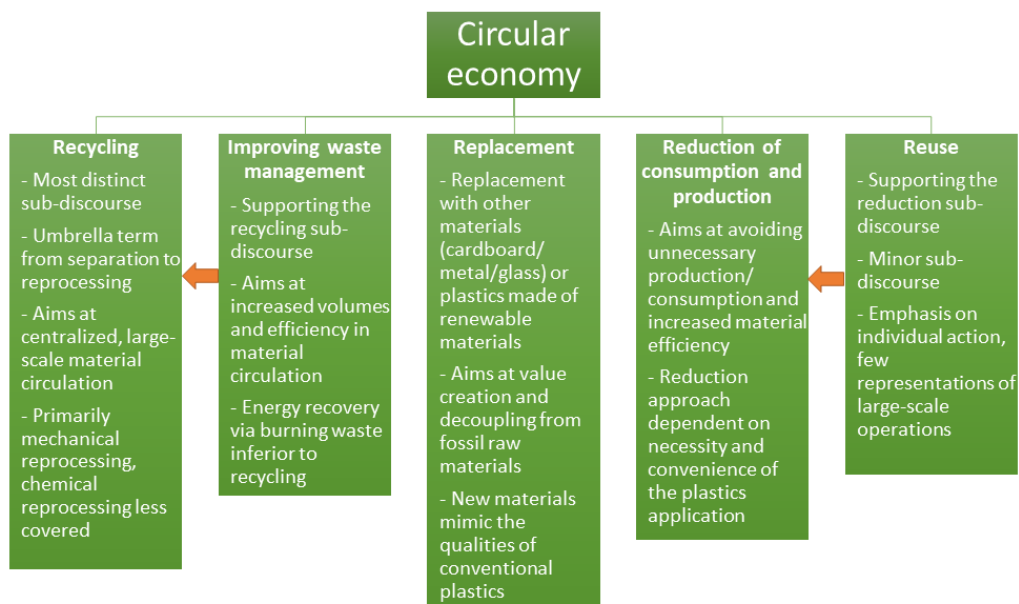 Circular
economy
Recycling
- Most distinct
sub-discourse
- Umbrella term
from separation to
reprocessing
- Aims at
centralized, large-
scale material
circulation
- Primarily
mechanical
reprocessing,
chemical
reprocessing less
covered
Improving waste
management
- Supporting the
recycling sub-
discourse
- Aims at
increased volumes
and efficiency in
material
circulation
- Energy recovery
via burning waste
inferior to
recycling
Replacement
- Replacement
with other
materials
(cardboard/
metal/glass) or
plastics made of
renewable
materials
- Aims at value
creation and
decoupling from
fossil raw
materials
- New materials
mimic the
qualities of
conventional
plastics
Reduction of
consumption and
production
- Aims at avoiding
unnecessary
production/
consumption and
increased material
efficiency
- Reduction
approach
dependent on
necessity and
convenience of
the plastics
application
Reuse
- Supporting the
reduction sub-
discourse
- Minor sub-
discourse
- Emphasis on
individual action,
few
representations of
large-scale
operations